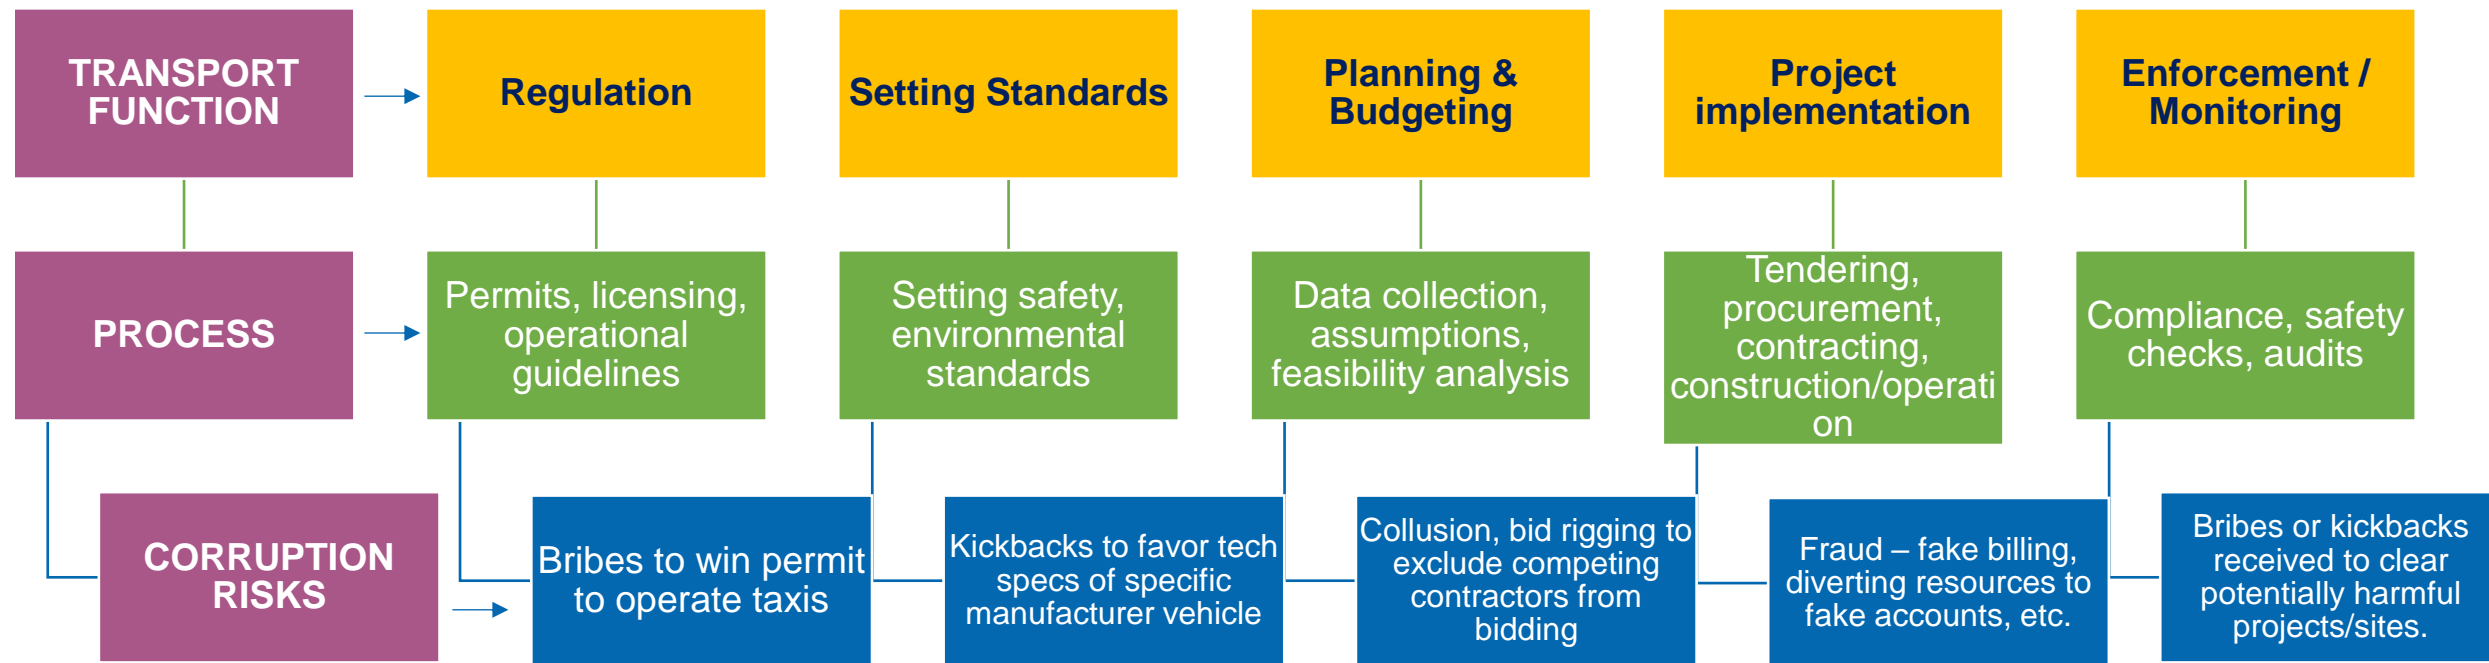 TRANSPORT
FUNCTION
Regulation
Setting Standards
Planning &
Budgeting
Project
implementation
Enforcement /
Monitoring
PROCESS
Permits, licensing,
operational
guidelines
Setting safety,
environmental
standards
Data collection,
assumptions,
feasibility analysis
Tendering,
procurement,
contracting,
construction/operati
on
Compliance, safety
checks, audits
CORRUPTION
RISKS
Bribes to win permit
to operate taxis
Kickbacks to favor tech
specs of specific
manufacturer vehicle
Collusion, bid rigging to
exclude competing
contractors from
bidding
Fraud – fake billing,
diverting resources to
fake accounts, etc.
Bribes or kickbacks
received to clear
potentially harmful
projects/sites.